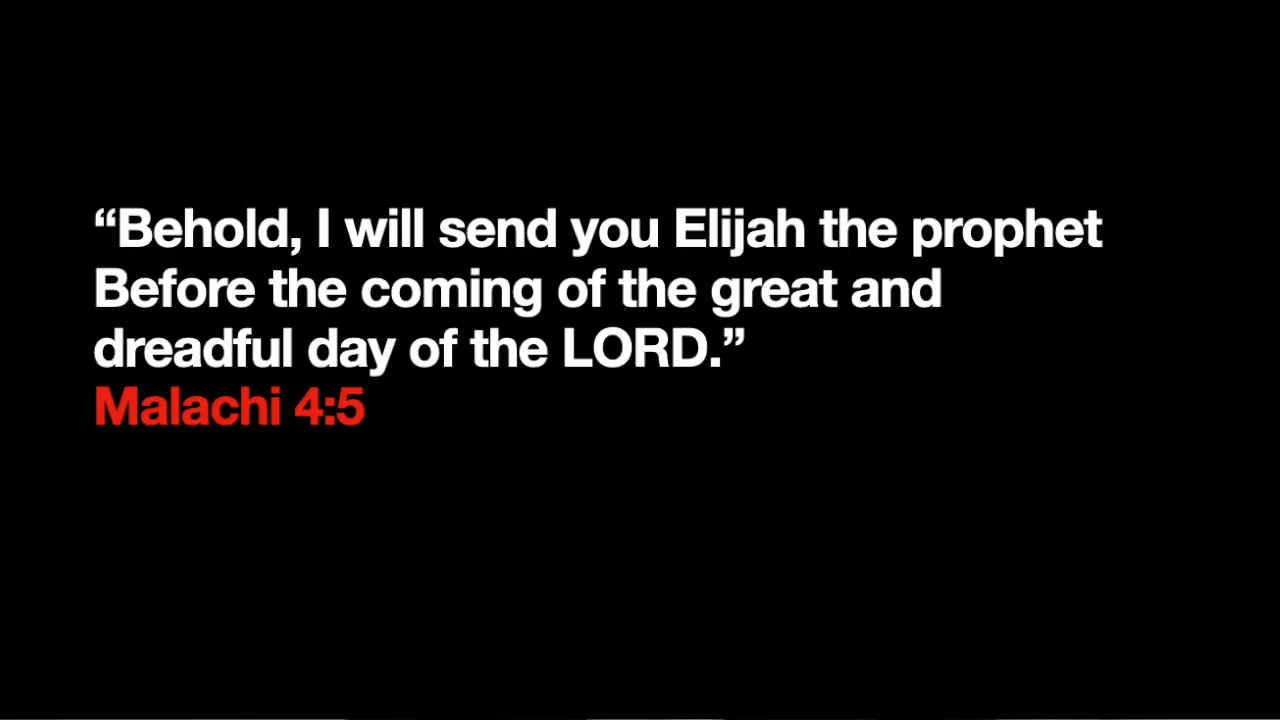 “Behold, I will send you Elijah the prophet
Before the coming of the great and
dreadful day of the LORD.”
Malachi 4:5